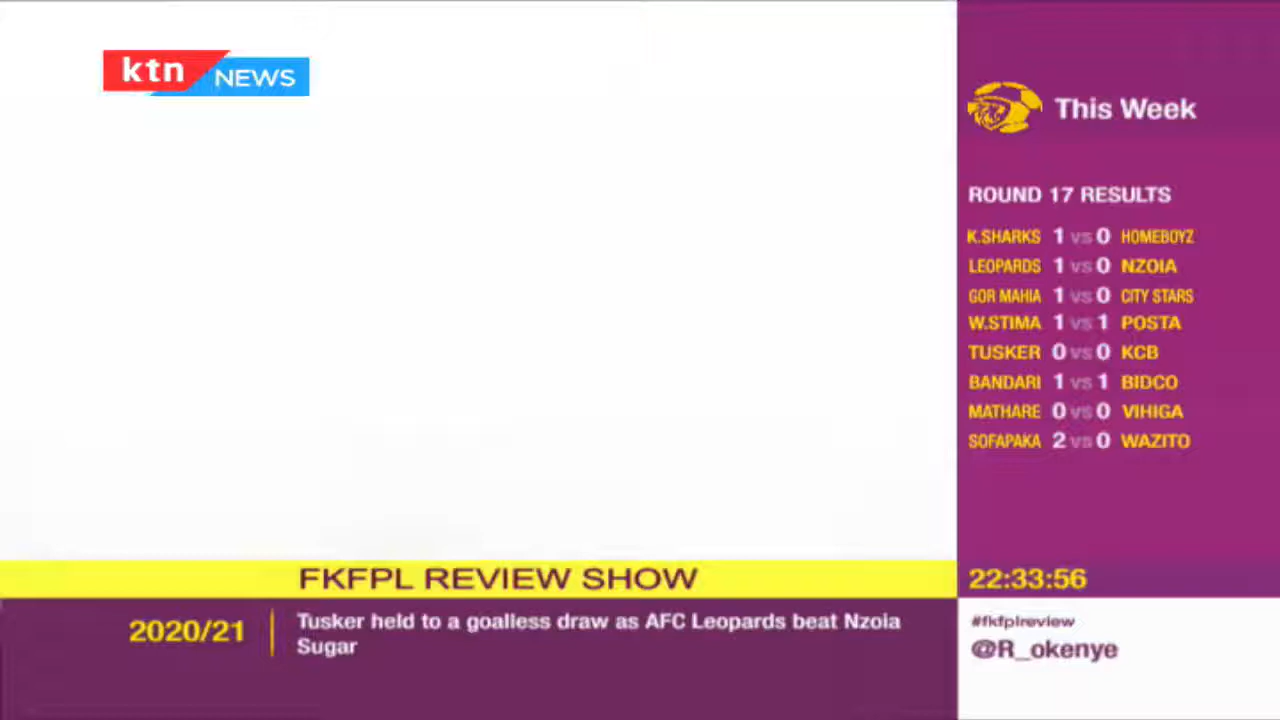 ktn NEWS
This Week
ROUND 17 RESULTS
K.SHARKS 1 vs 0 HOMEBOYZ
LEOPARDS 1 vs 0 NZOIA
GOR MAHIA 1 vs 0 CITY STARS
W.STIMA 1 vs 1 POSTA
TUSKER 0 vs 0 KCB
BANDARI 1 vs 1 BIDCO
MATHARE 0 vs 0 VIHIGA
SOFAPAKA 2 vs 0 WAZITO
FKFPL REVIEW SHOW
22:33:56
2020/21
Tusker held to a goalless draw as AFC Leopards beat Nzoia
Sugar
#fkfplreview
@R_okenye